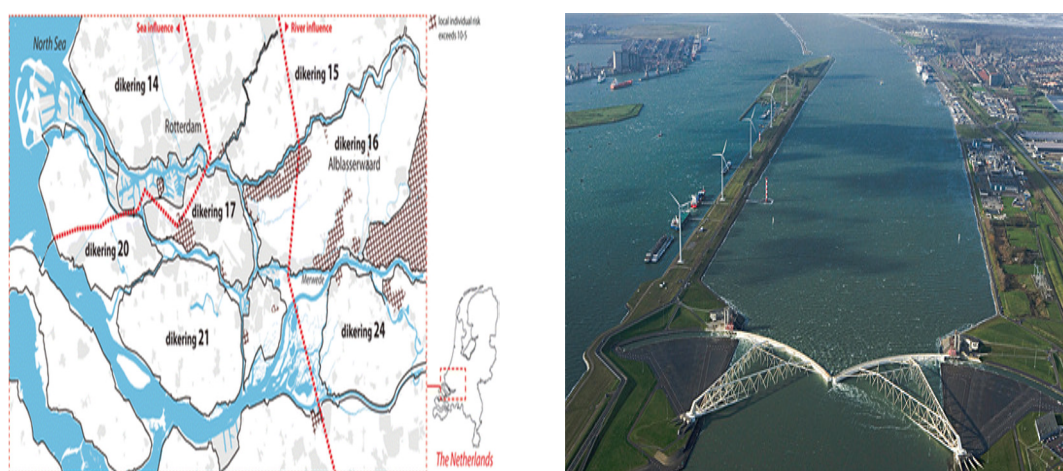 Sea influence ◄
► River influence
local individual risk
exceeds 10-5
North Sea
dikering 14
dikering 15
Rotterdam
dikering 16
Alblasserwaard
dikering 17
dikering 20
Merwede
dikering 21
dikering 24
The Netherlands